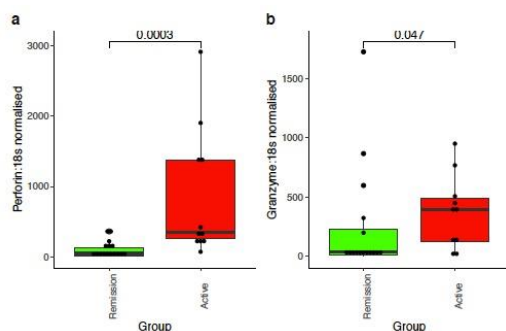 a
0.0003
3000
2000
1000
0
Perforin:18s normalised
Remission
Active
Group
b
0.047
1500
1000
500
0
Granzyme:18s normalised
Remission
Active
Group